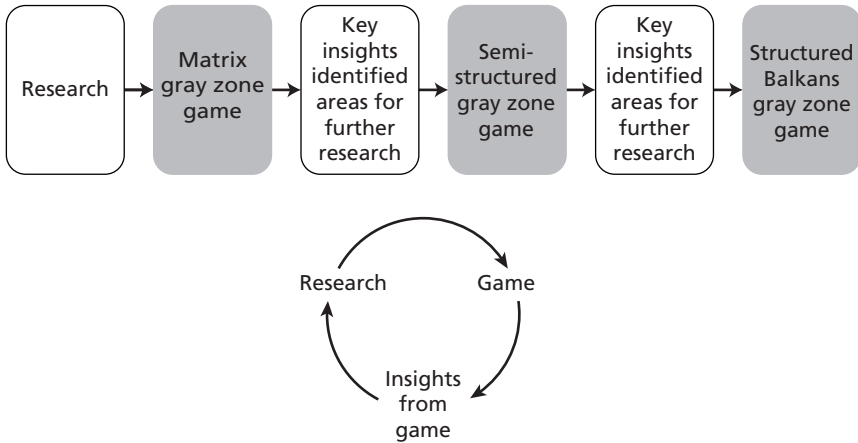 Research
Matrix
gray zone
game
Key
insights
identified
areas for
further
research
Semi-
structured
gray zone
game
Key
insights
identified
areas for
further
research
Structured
Balkans
gray zone
game
Research
Game
Insights
from
game